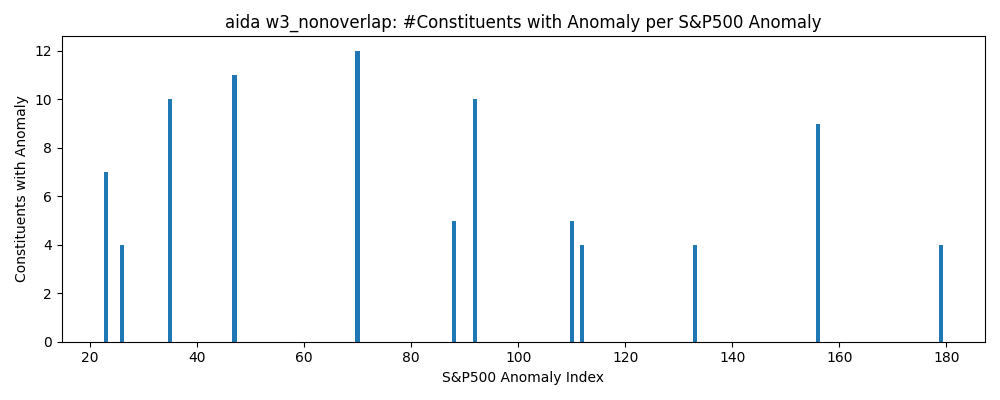 aida w3_nonoverlap: #Constituents with Anomaly per S&P500 Anomaly
Constituents with Anomaly
12
10
8
6
4
2
0
20 40 60 80 100 120 140 160 180
S&P500 Anomaly Index